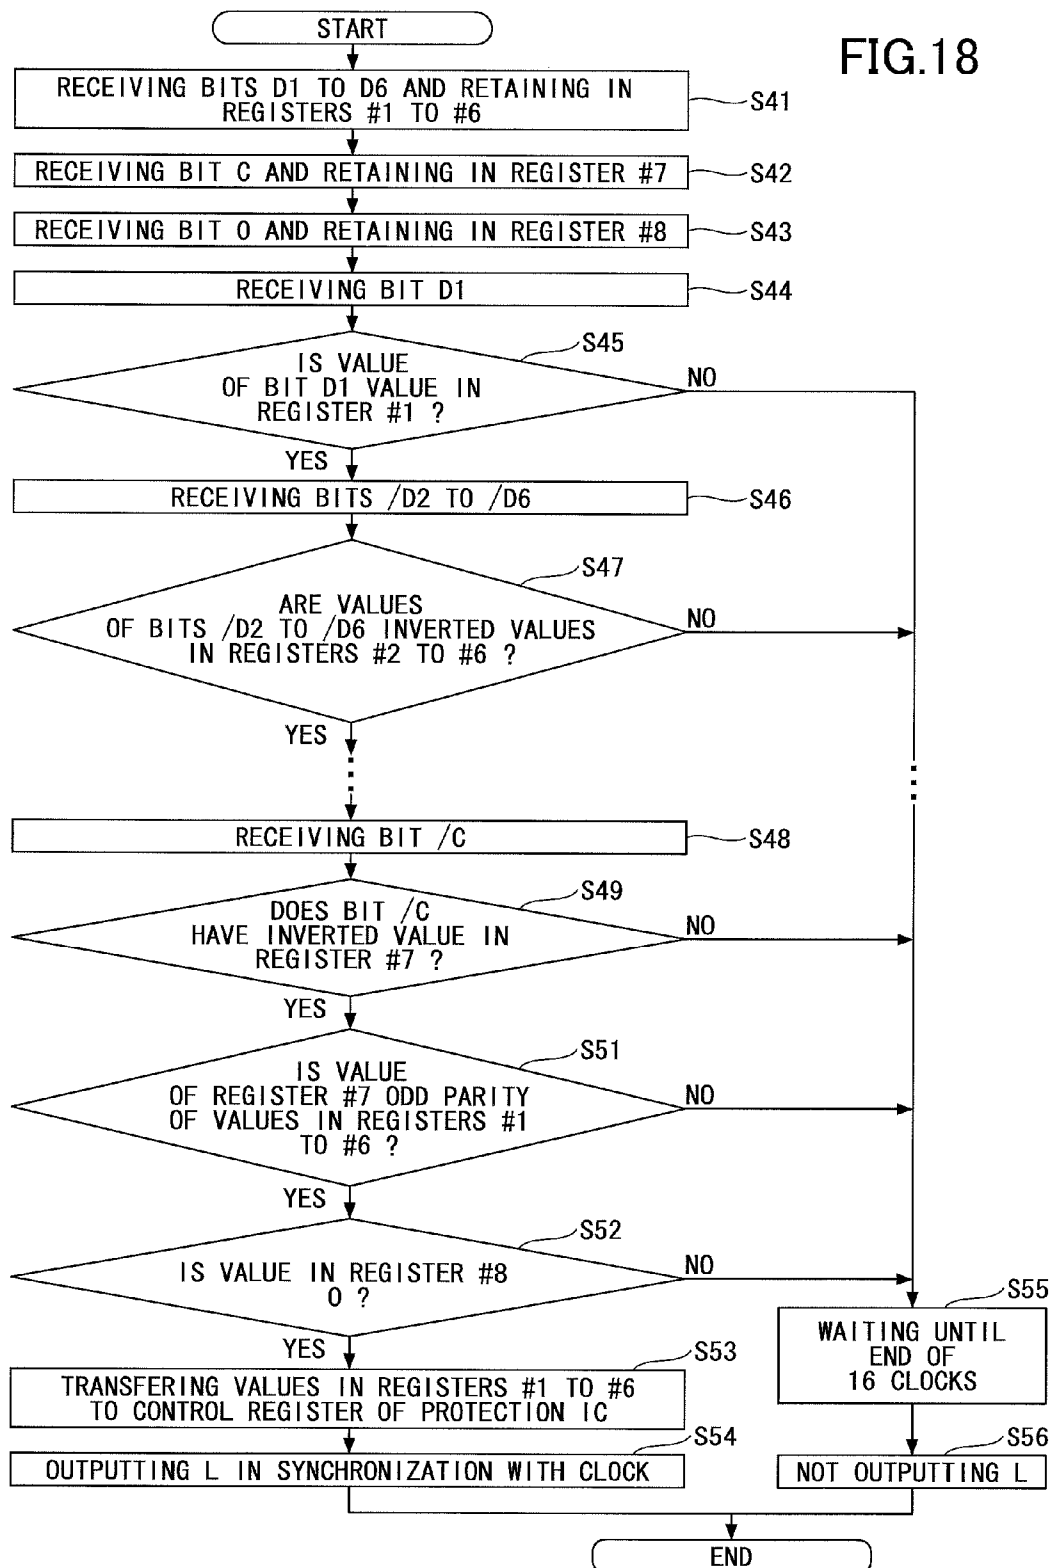 START
FIG.18
RECEIVING BITS D1 TO D6 AND RETAINING IN
REGISTERS #1 TO #6
S41
RECEIVING BIT C AND RETAINING IN REGISTER #7
S42
RECEIVING BIT 0 AND RETAINING IN REGISTER #8
S43
RECEIVING BIT D1
S44
S45
IS VALUE
OF BIT D1 VALUE IN
REGISTER #1 ?
NO
YES
RECEIVING BITS /D2 TO /D6
S46
S47
ARE VALUES
OF BITS /D2 TO /D6 INVERTED VALUES
IN REGISTERS #2 TO #6 ?
NO
YES
RECEIVING BIT /C
S48
S49
DOES BIT /C
HAVE INVERTED VALUE IN
REGISTER #7 ?
NO
YES
S51
IS VALUE
OF REGISTER #7 ODD PARITY
OF VALUES IN REGISTERS #1
TO #6 ?
NO
YES
S52
IS VALUE IN REGISTER #8
0 ?
NO
YES
S55
WAITING UNTIL
END OF
16 CLOCKS
S53
TRANSFERING VALUES IN REGISTERS #1 TO #6
TO CONTROL REGISTER OF PROTECTION IC
S54
OUTPUTTING L IN SYNCHRONIZATION WITH CLOCK
S56
NOT OUTPUTTING L
END